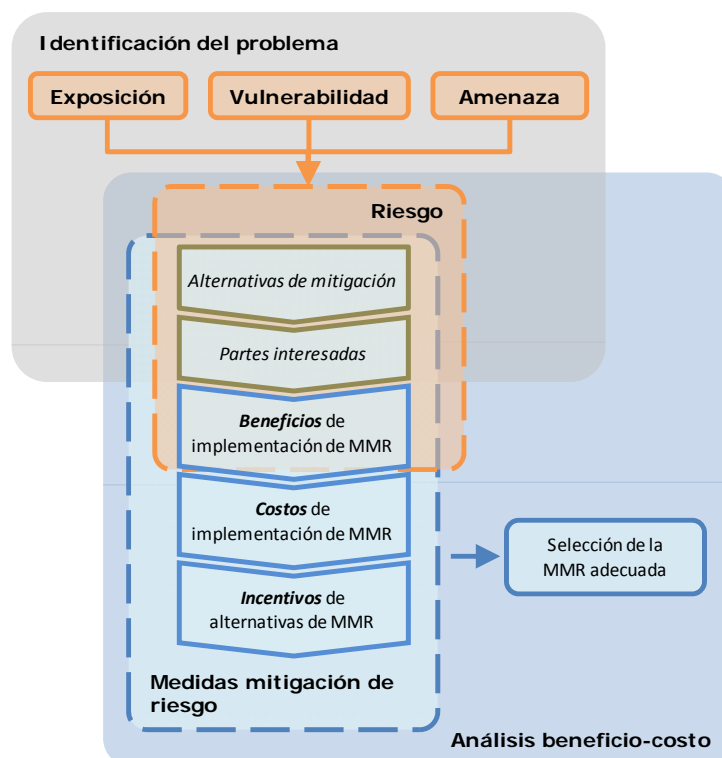 Identificación del problema
Exposición
Vulnerabilidad
Amenaza
Riesgo
Alternativas de mitigación
Partes interesadas
Beneficios de
implementación de MMR
Costos de
implementación de MMR
Selección de la
MMR adecuada
Incentivos de
alternativas de MMR
Medidas mitigación de
riesgo
Análisis beneficio-costo